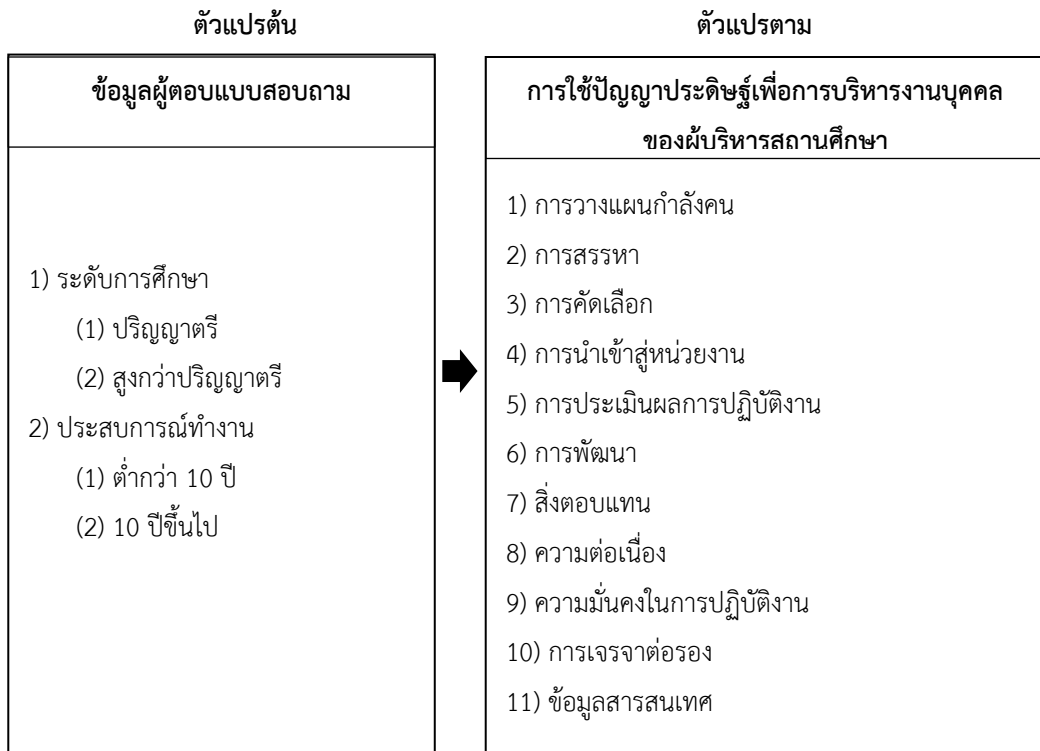 ตัวแปรต้น
ตัวแปรตาม
ข้อมูลผู้ตอบแบบสอบถาม
1) ระดับการศึกษา
(1) ปริญญาตรี
(2) สูงกว่าปริญญาตรี
2) ประสบการณ์ทำงาน
(1) ต่ำกว่า 10 ปี
(2) 10 ปีขึ้นไป
การใช้ปัญญาประดิษฐ์เพื่อการบริหารงานบุคคล
ของผู้บริหารสถานศึกษา
1) การวางแผนกำลังคน
2) การสรรหา
3) การคัดเลือก
4) การนำเข้าสู่หน่วยงาน
5) การประเมินผลการปฏิบัติงาน
6) การพัฒนา
7) สิ่งตอบแทน
8) ความต่อเนื่อง
9) ความมั่นคงในการปฏิบัติงาน
10) การเจรจาต่อรอง
11) ข้อมูลสารสนเทศ